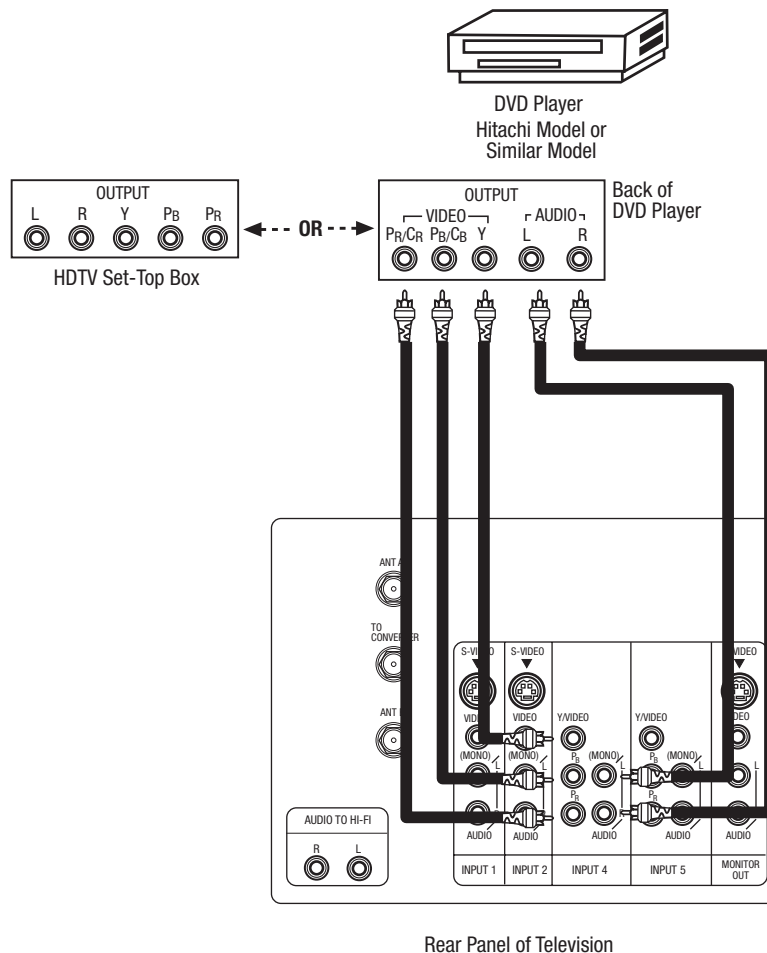 DVD Player
Hitachi Model or
Similar Model
OUTPUT
L R Y PB PR
HDTV Set-Top Box
OR
OUTPUT
VIDEO AUDIO
PR/CR PB/CB Y L R
Back of
DVD Player
ANT
TO
ANT
S-VIDEO
VIDEO
(MONO) L
AUDIO
INPUT 1
S-VIDEO
VIDEO
(MONO) L
AUDIO
INPUT 2
Y/VIDEO
PB (MONO) L
PR R
AUDIO
INPUT 4
Y/VIDEO
PB (MONO) L
PR
AUDIO
INPUT 5
L
AUDIO
MONITOR
OUT
AUDIO TO HI-FI
R L
Rear Panel of Television